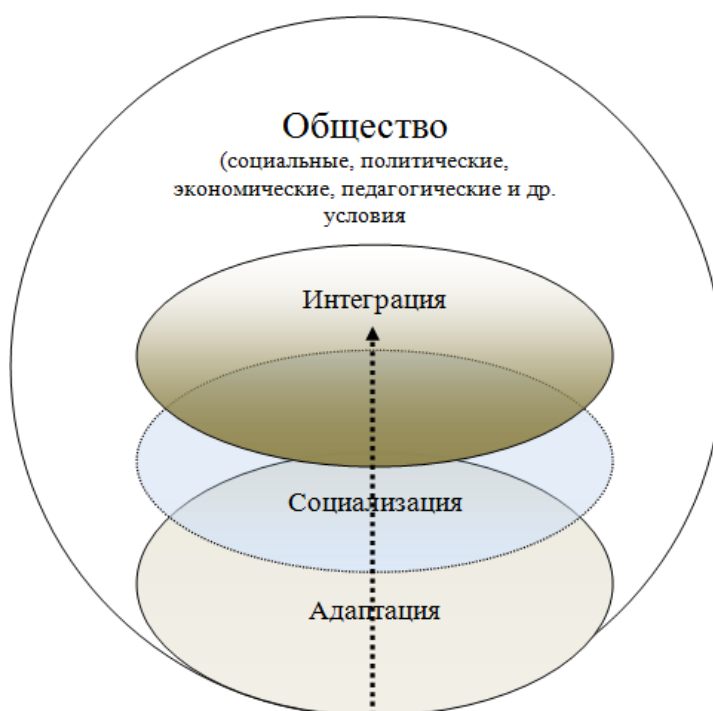 Общество
(социальные, политические,
экономические, педагогические и др.
условия
Интеграция
Социализация
Адаптация